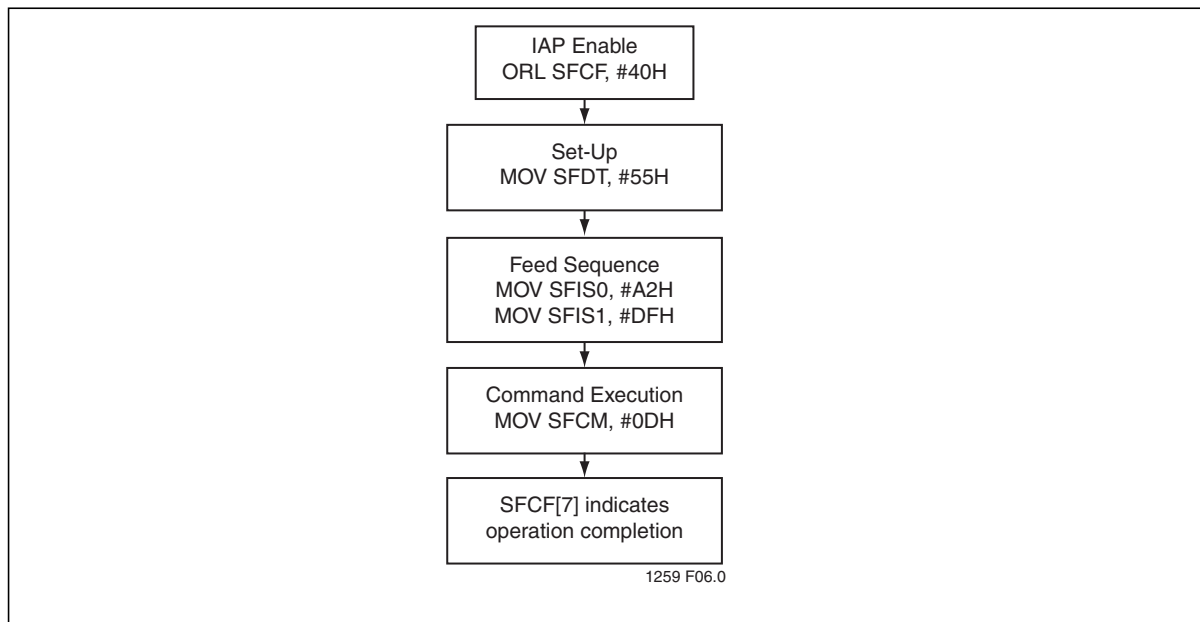 IAP Enable
ORL SFCF, #40H
Set-Up
MOV SFDT, #55H
Feed Sequence
MOV SFIS0, #A2H
MOV SFIS1, #DFH
Command Execution
MOV SFCM, #0DH
SFCF[7] indicates
operation completion
1259 F06.0